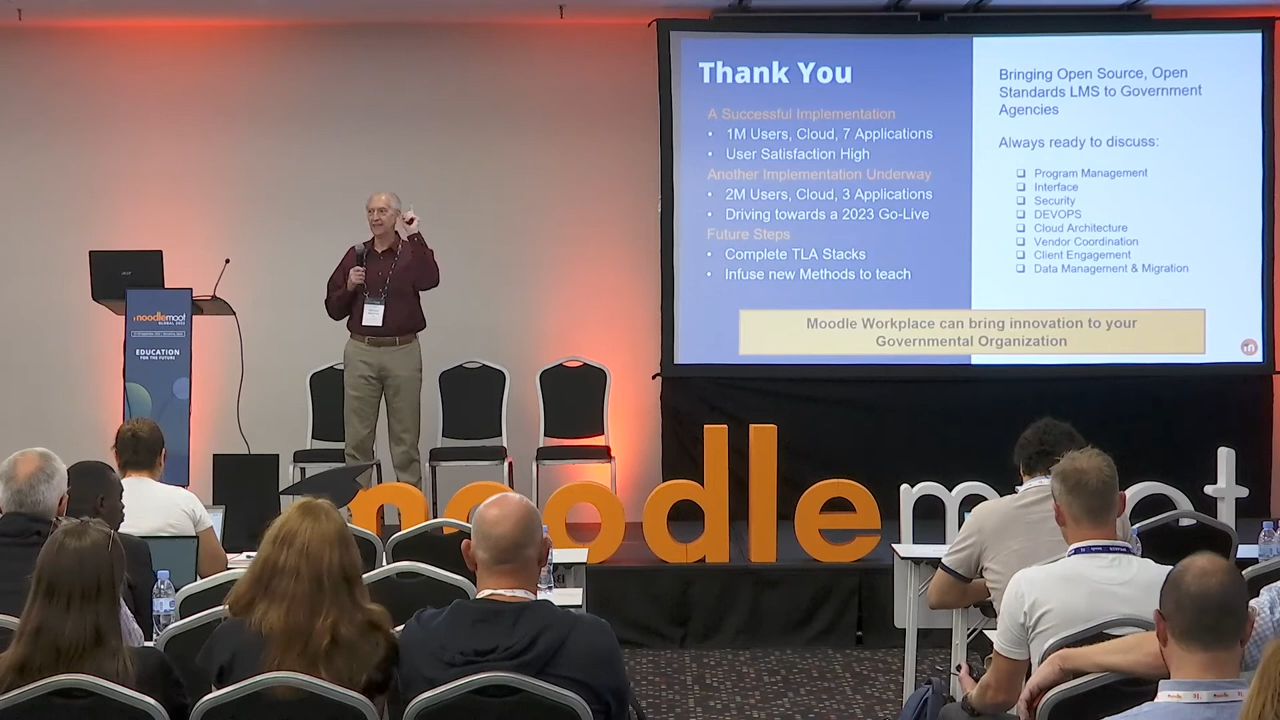 Thank You
A Successful Implementation
• 1M Users, Cloud, 7 Applications
• User Satisfaction High
Another Implementation Underway
• 2M Users, Cloud, 3 Applications
• Driving towards a 2023 Go-Live
Future Steps
• Complete TLA Stacks
• Infuse new Methods to teach
Bringing Open Source, Open
Standards LMS to Government
Agencies
Always ready to discuss:
❑ Program Management
❑ Interface
❑ Security
❑ DEVOPS
❑ Cloud Architecture
❑ Vendor Coordination
❑ Client Engagement
❑ Data Management & Migration
Moodle Workplace can bring innovation to your
Governmental Organization
acer
moodlemoot
GLOBAL 2022
EDUCATION
FOR THE FUTURE
moodlemoot